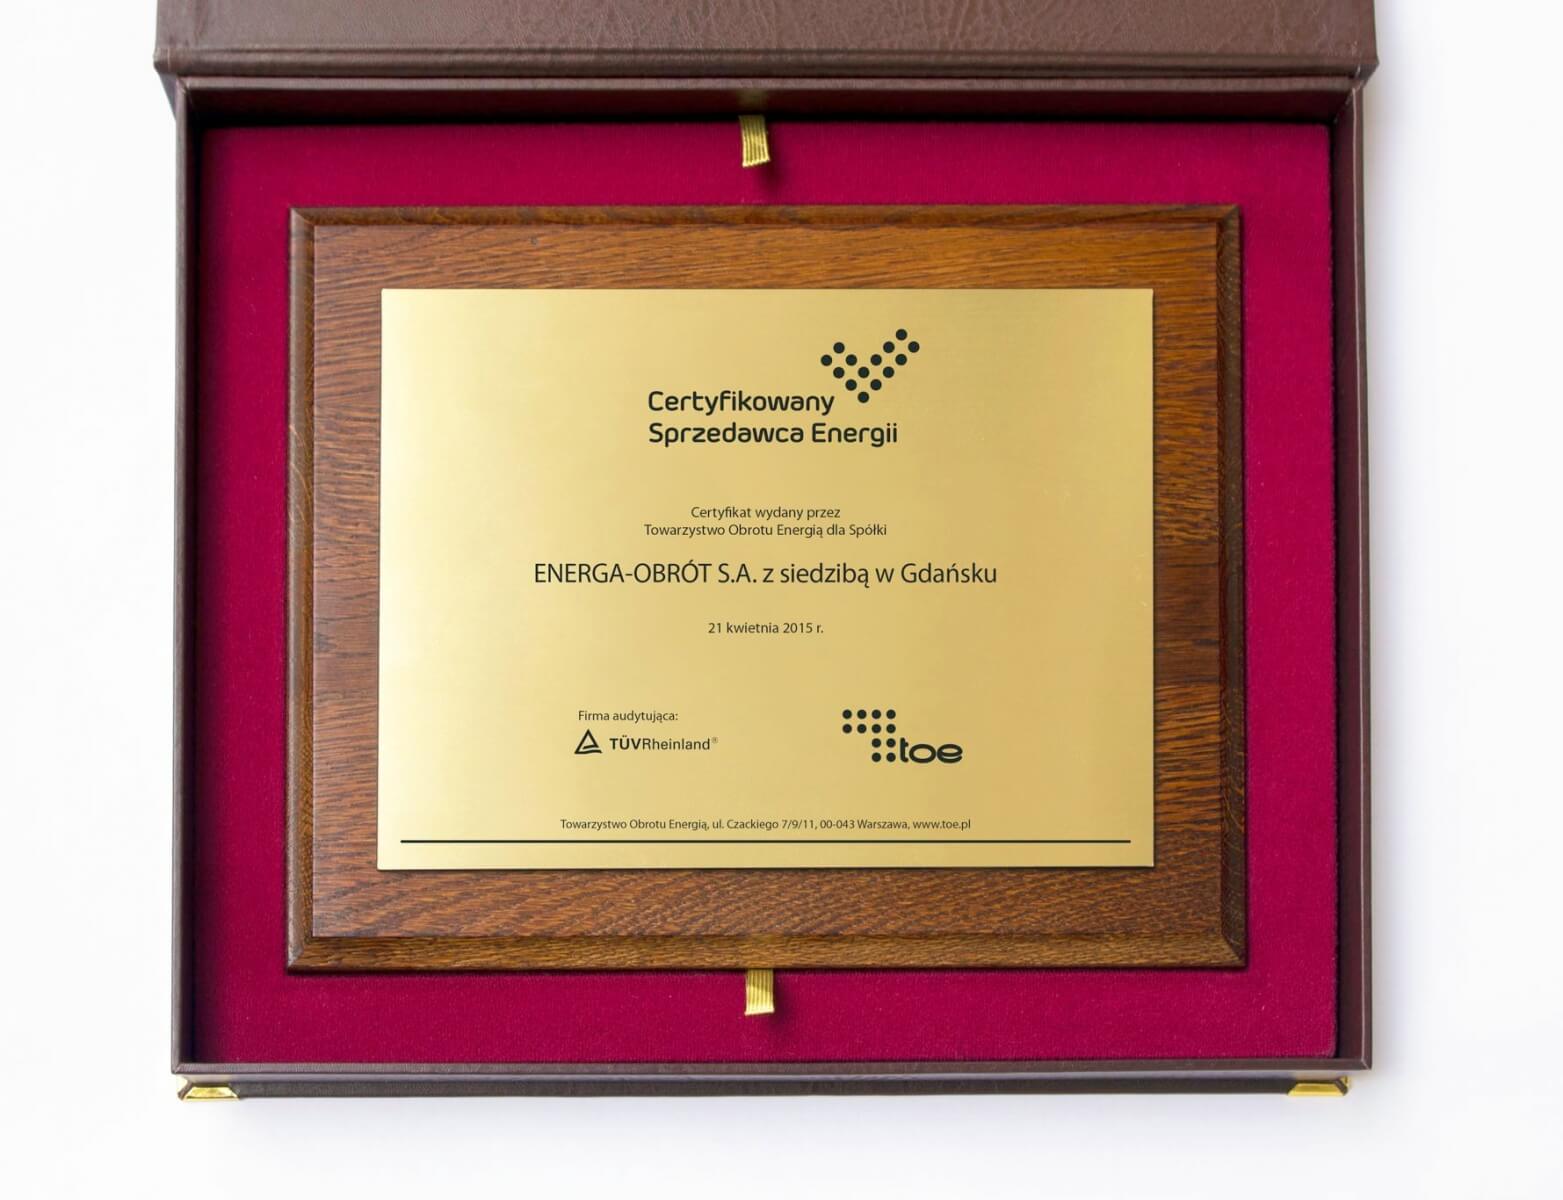 Certyfikowany
Sprzedawca Energii
Certyfikat wydany przez
Towarzystwo Obrotu Energią dla Spółki
ENERGA-OBRÓT S.A. z siedzibą w Gdańsku
21 kwietnia 2015 r.
Firma audytująca:
TÜVRheinland®
toe
Towarzystwo Obrotu Energią, ul. Czackiego 7/9/11, 00-043 Warszawa, www.toe.pl